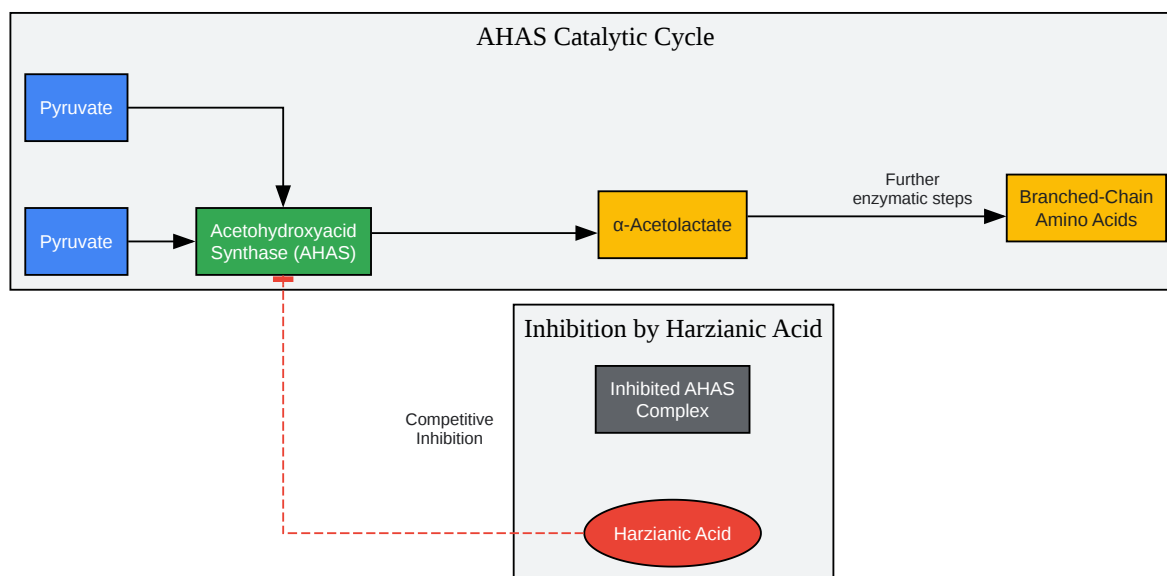 AHAS Catalytic Cycle
Pyruvate
Pyruvate
Acetohydroxyacid
Synthase (AHAS)
α-Acetolactate
Further
enzymatic steps
Branched-Chain
Amino Acids
Inhibition by Harzianic Acid
Inhibited AHAS
Complex
Competitive
Inhibition
Harzianic Acid